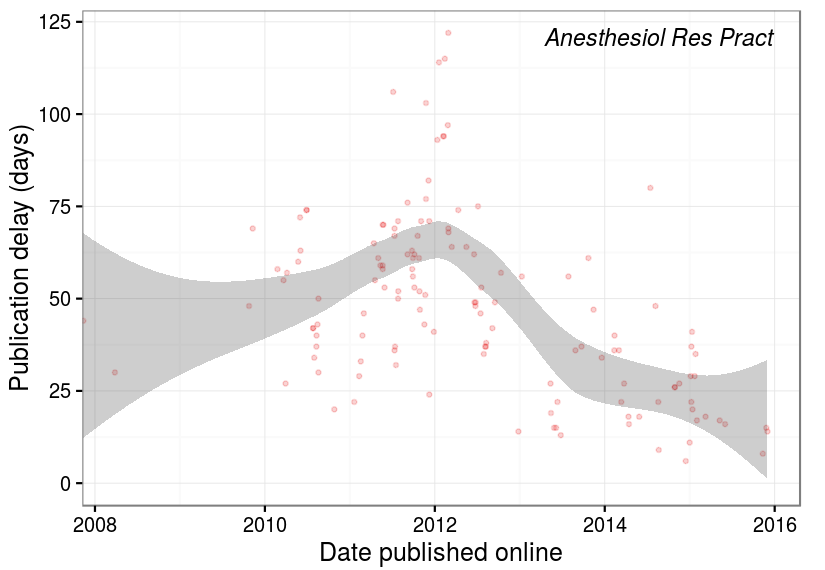 Anesthesiol Res Pract
Publication delay (days)
125
100
75
50
25
0
2008 2010 2012 2014 2016
Date published online